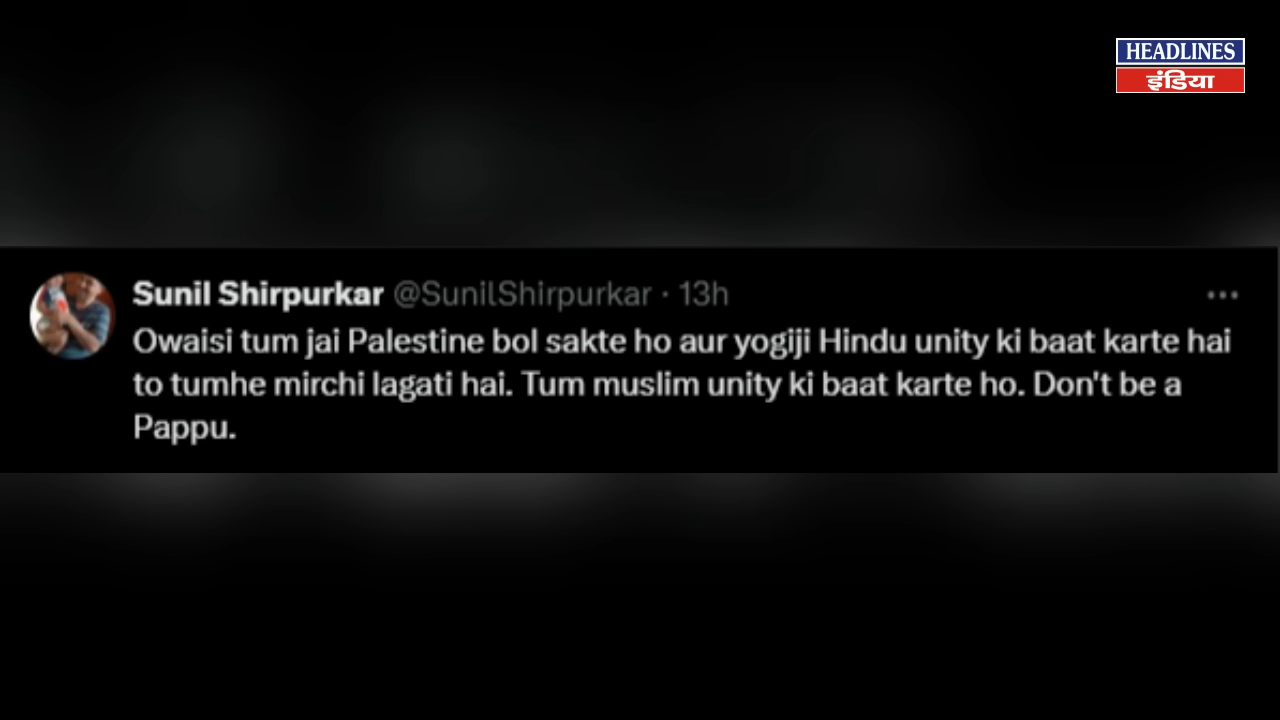 HEADLINES
इंडिया
Sunil Shirpurkar @SunilShirpurkar · 13h
Owaisi tum jai Palestine bol sakte ho aur yogiji Hindu unity ki baat karte hai
to tumhe mirchi lagati hai. Tum muslim unity ki baat karte ho. Don't be a
Pappu.